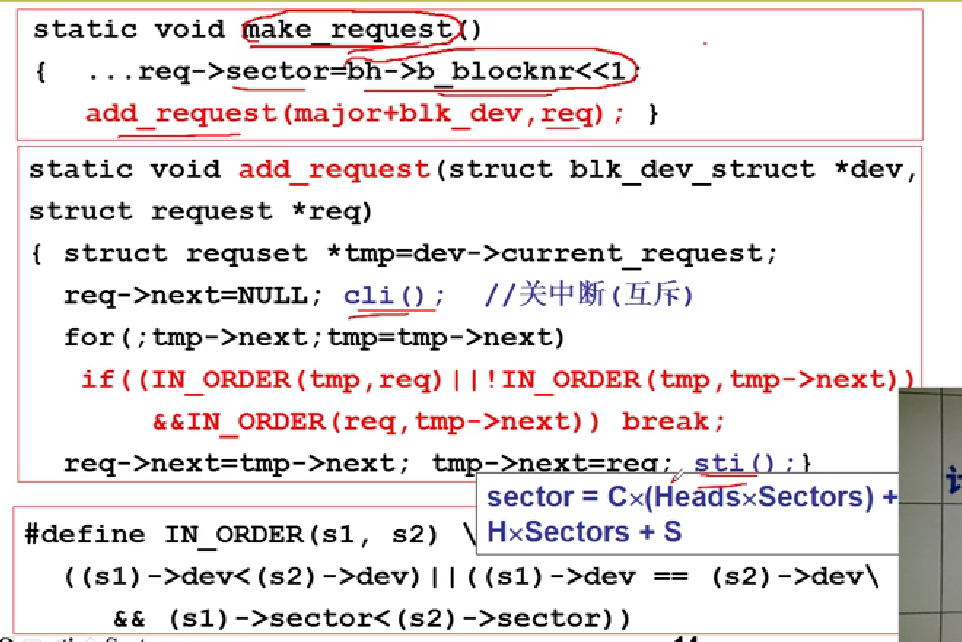 static void make_request()
{ ...req->sector=bh->b_blocknr<<1;
add_request(major+blk_dev,req); }
static void add_request(struct blk_dev_struct *dev,
struct request *req)
{ struct requset *tmp=dev->current_request;
req->next=NULL; cli(); //关中断(互斥)
for(;tmp->next;tmp=tmp->next)
if((IN_ORDER(tmp,req)||!IN_ORDER(tmp,tmp->next))
&&IN_ORDER(req,tmp->next)) break;
req->next=tmp->next; tmp->next=req; sti();}
sector = C×(Heads×Sectors) +
H×Sectors + S
#define IN_ORDER(s1, s2) \
((s1)->dev<(s2)->dev)||((s1)->dev == (s2)->dev\
&& (s1)->sector<(s2)->sector))